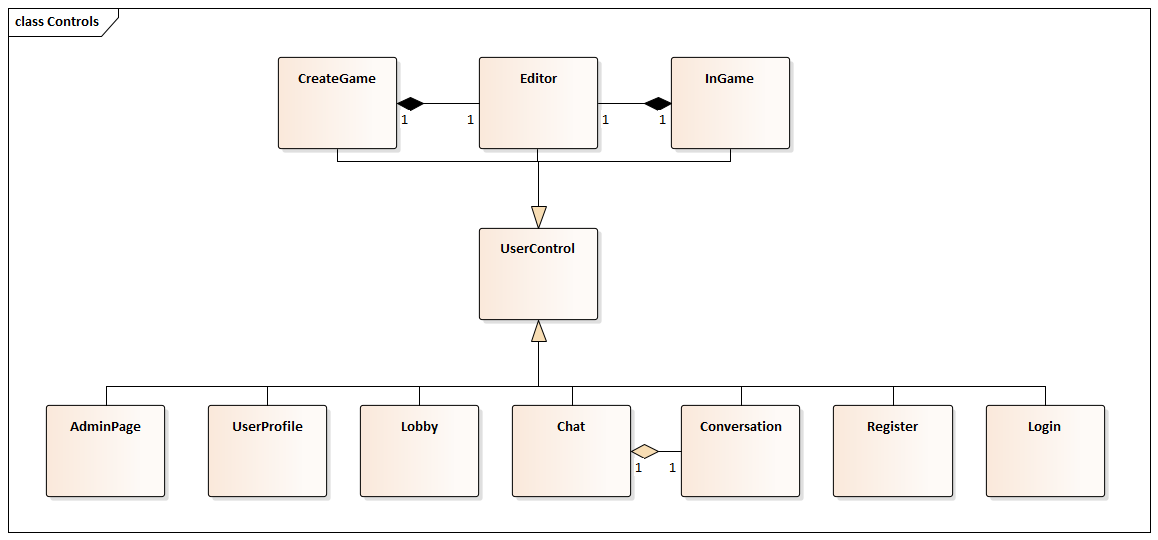 class Controls
CreateGame
Editor
InGame
1
1
1
1
UserControl
AdminPage
UserProfile
Lobby
Chat
Conversation
Register
Login
1
1